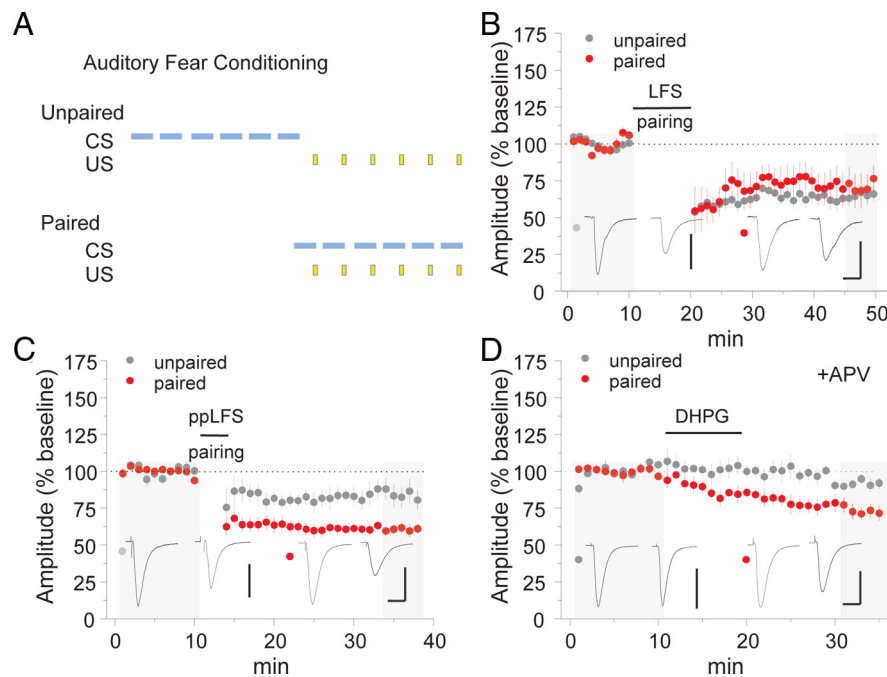 A
Auditory Fear Conditioning
Unpaired
CS
US
Paired
CS
US
B
unpaired
paired
LFS
pairing
Amplitude (% baseline)
175
150
125
100
75
50
25
0
0 10 20 30 40 50
min
C
unpaired
paired
ppLFS
pairing
Amplitude (% baseline)
175
150
125
100
75
50
25
0
0 10 20 30 40
min
D
unpaired
paired
+APV
DHPG
Amplitude (% baseline)
175
150
125
100
75
50
25
0
0 10 20 30
min